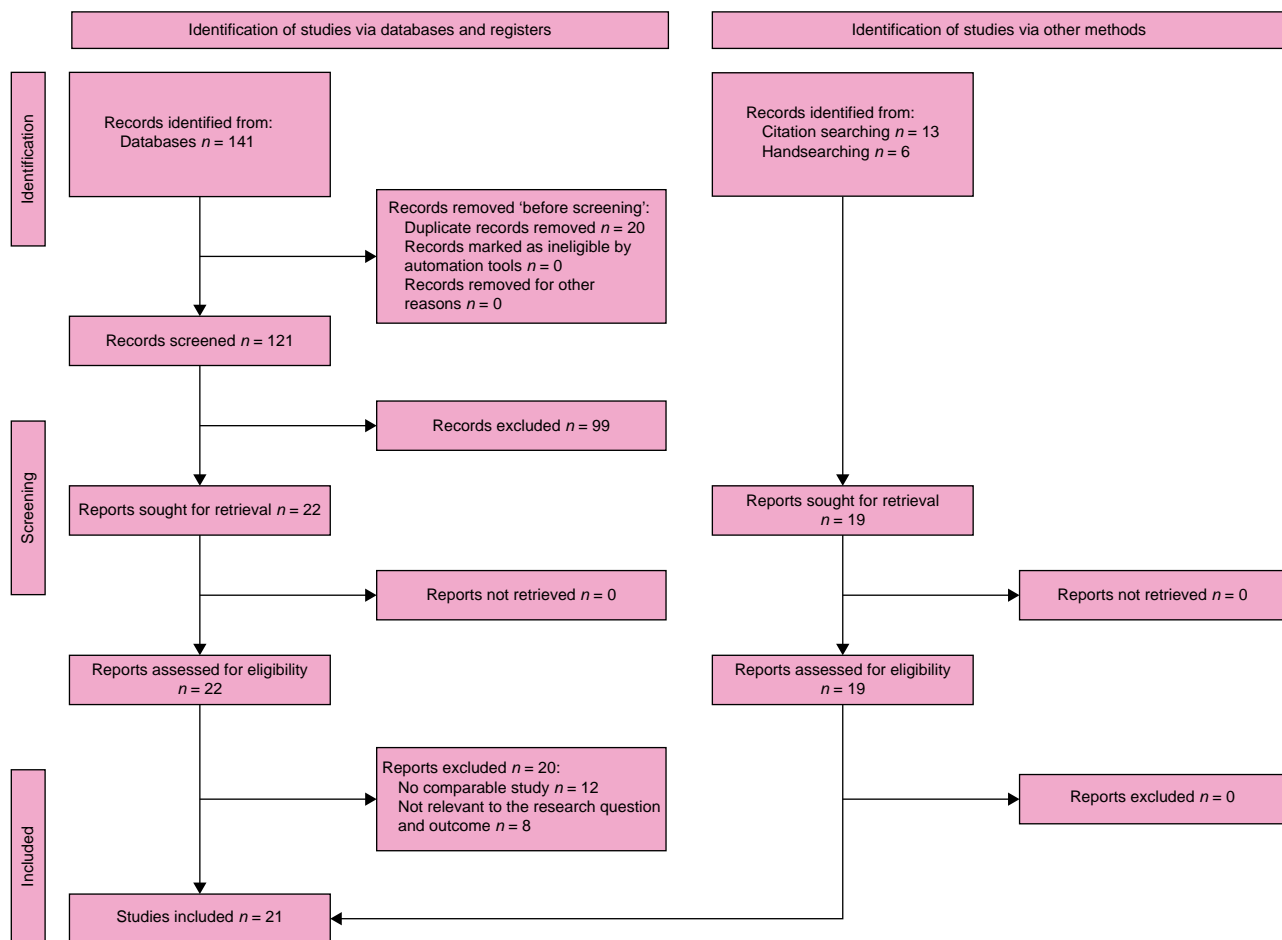 Identification of studies via databases and registers
Identification of studies via other methods
Identification
Records identified from:
Databases n = 141
Records identified from:
Citation searching n = 13
Handsearching n = 6
Records removed ‘before screening’:
Duplicate records removed n = 20
Records marked as ineligible by
automation tools n = 0
Records removed for other
reasons n = 0
Records screened n = 121
Screening
Records excluded n = 99
Reports sought for retrieval n = 22
Reports sought for retrieval
n = 19
Reports not retrieved n = 0
Reports not retrieved n = 0
Reports assessed for eligibility
n = 22
Reports assessed for eligibility
n = 19
Included
Reports excluded n = 20:
No comparable study n = 12
Not relevant to the research question
and outcome n = 8
Reports excluded n = 0
Studies included n = 21